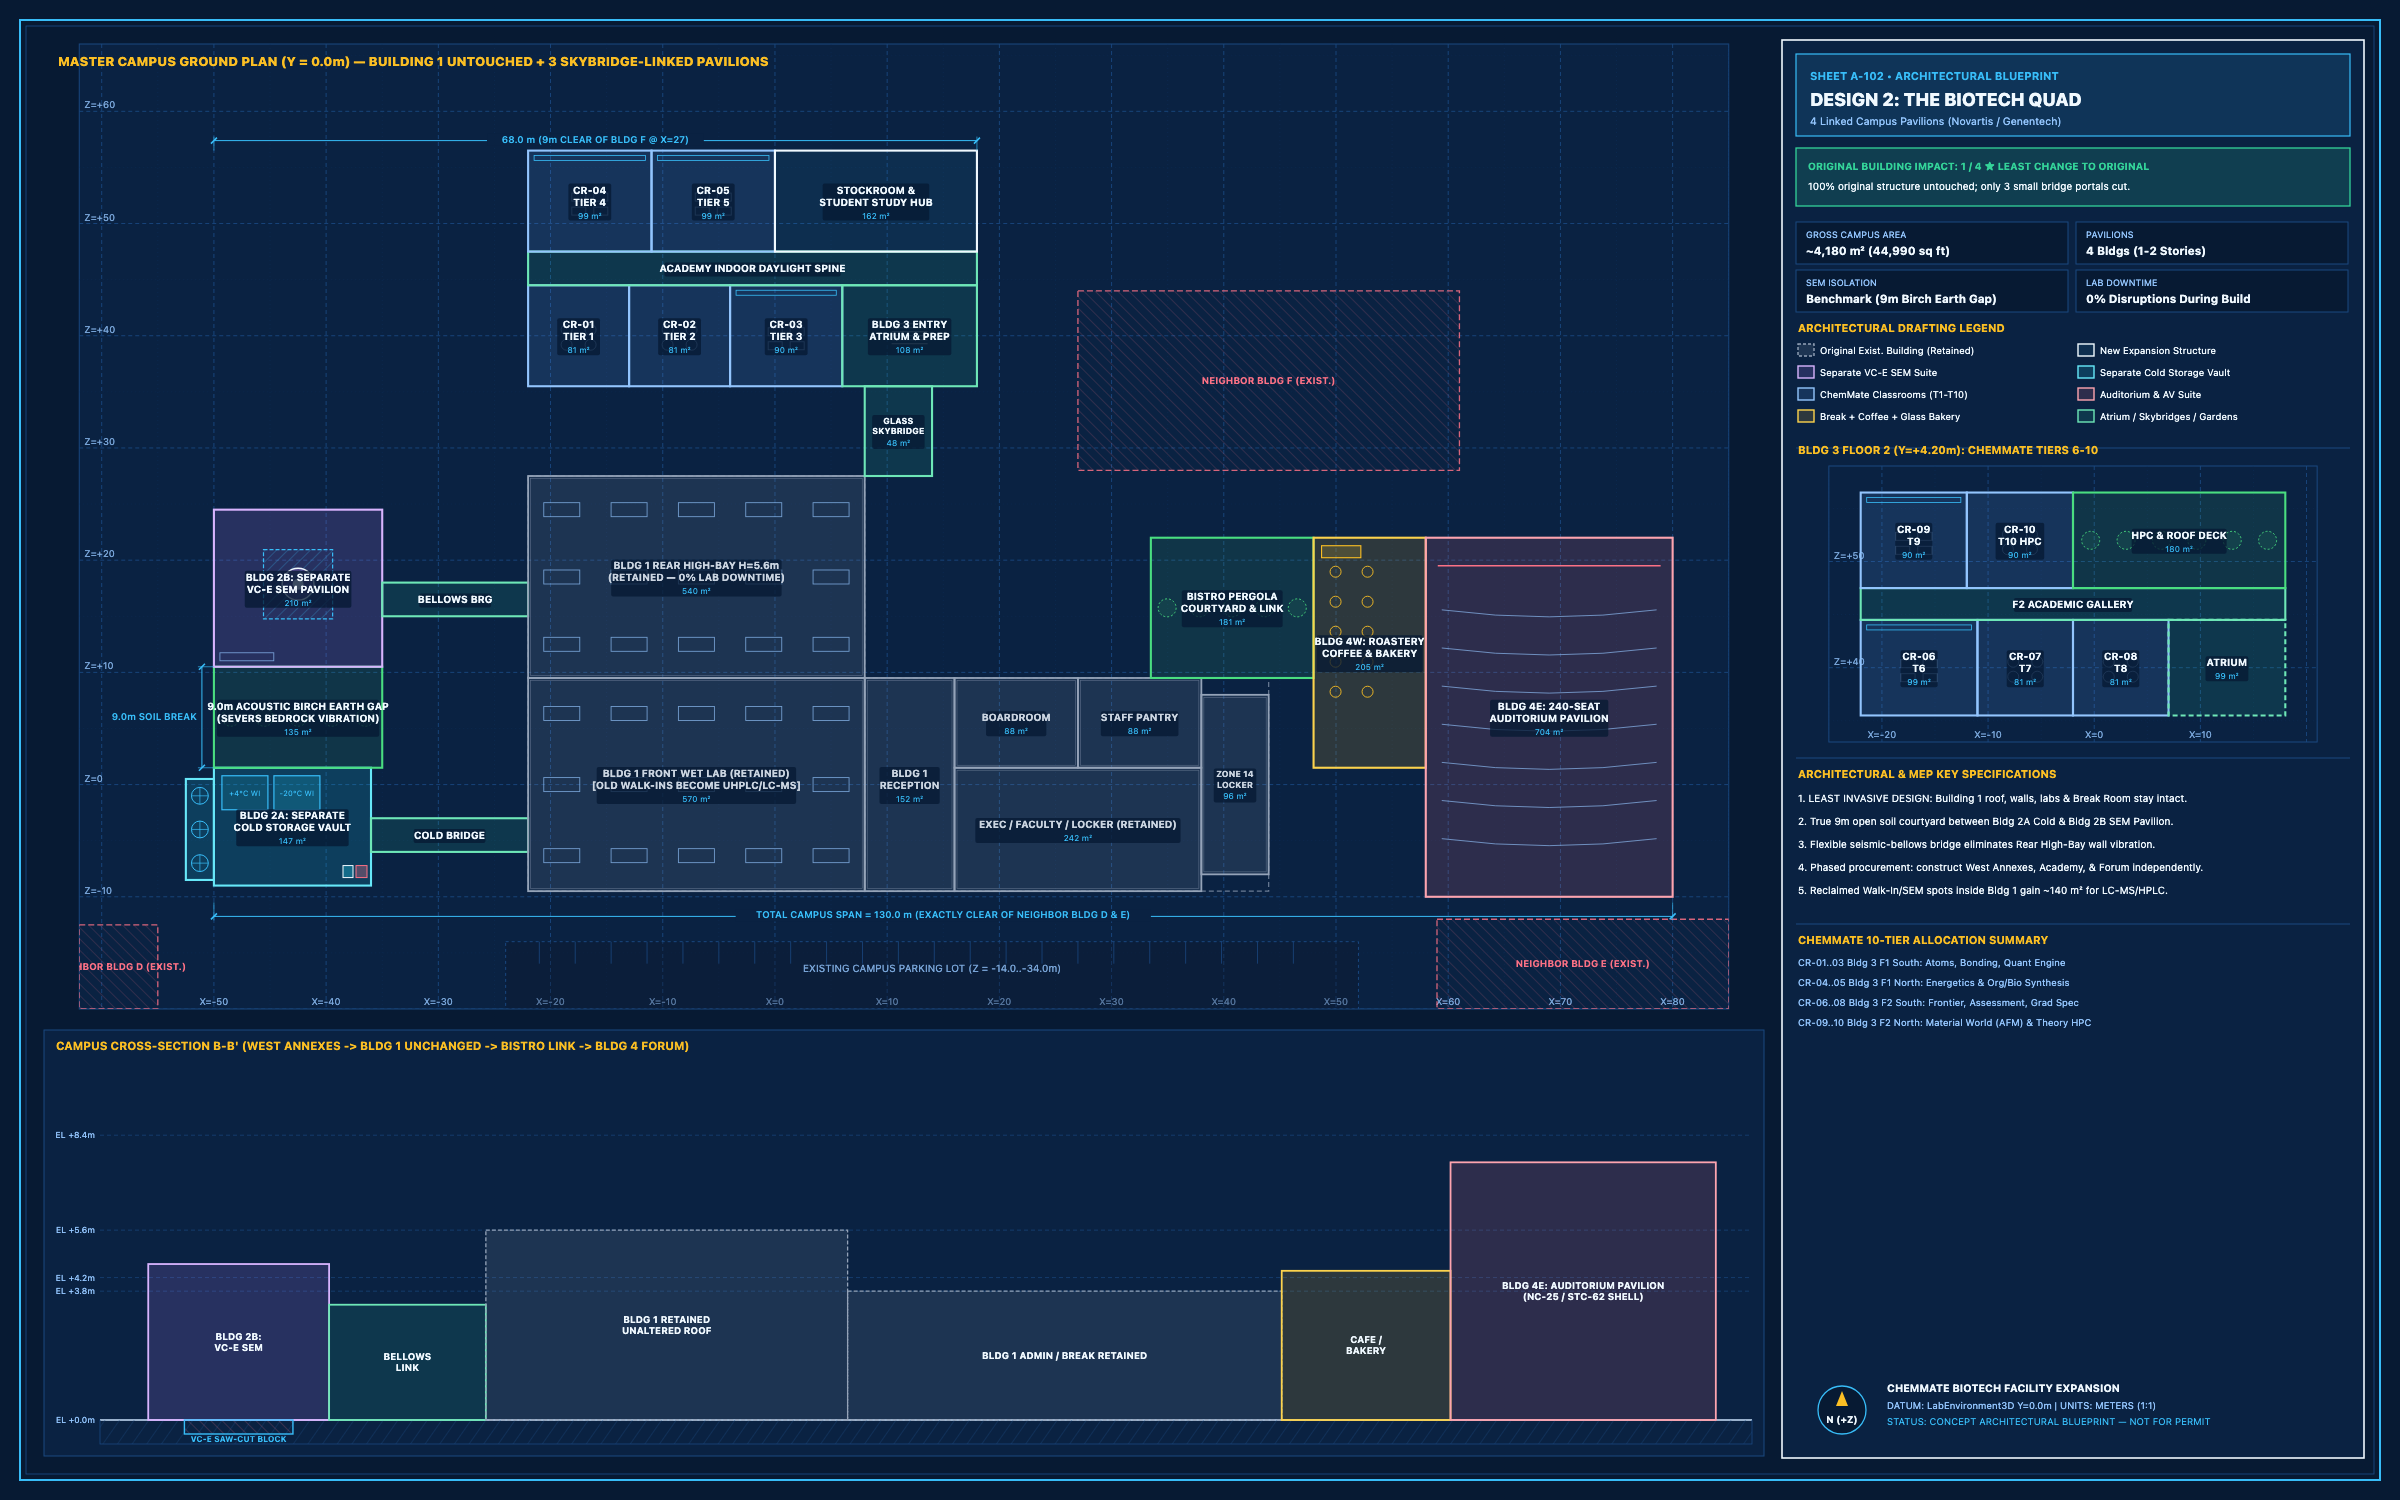 MASTER CAMPUS GROUND PLAN (Y = 0.0m) — BUILDING 1 UNTOUCHED + 3 SKYBRIDGE-LINKED PAVILIONS
Z=+60
68.0 m (9m CLEAR OF BLDG F @ X=27)
CR-04
TIER 4
99 m²
CR-05
TIER 5
99 m²
STOCKROOM &
STUDENT STUDY HUB
162 m²
Z=+50
ACADEMY INDOOR DAYLIGHT SPINE
CR-01
TIER 1
81 m²
CR-02
TIER 2
81 m²
CR-03
TIER 3
90 m²
BLDG 3 ENTRY
ATRIUM & PREP
108 m²
Z=+40
NEIGHBOR BLDG F (EXIST.)
GLASS
SKYBRIDGE
48 m²
Z=+30
Z=+20
BLDG 2B: SEPARATE
VC-E SEM PAVILION
210 m²
BELLOWS BRG
BLDG 1 REAR HIGH-BAY H=5.6m
(RETAINED — 0% LAB DOWNTIME)
540 m²
BISTRO PERGOLA
COURTYARD & LINK
181 m²
BLDG 4W: ROASTERY
COFFEE & BAKERY
205 m²
Z=+10
9.0m SOIL BREAK
9.0m ACOUSTIC BIRCH EARTH GAP
(SEVERS BEDROCK VIBRATION)
135 m²
BOARDROOM
88 m²
STAFF PANTRY
88 m²
BLDG 4E: 240-SEAT
AUDITORIUM PAVILION
704 m²
Z=0
+4°C WI
-20°C WI
BLDG 2A: SEPARATE
COLD STORAGE VAULT
147 m²
COLD BRIDGE
BLDG 1 FRONT WET LAB (RETAINED)
[OLD WALK-INS BECOME UHPLC/LC-MS]
570 m²
BLDG 1
RECEPTION
152 m²
ZONE 14
LOCKER
96 m²
EXEC / FACULTY / LOCKER (RETAINED)
242 m²
Z=-10
TOTAL CAMPUS SPAN = 130.0 m (EXACTLY CLEAR OF NEIGHBOR BLDG D & E)
IBOR BLDG D (EXIST.)
EXISTING CAMPUS PARKING LOT (Z = -14.0..-34.0m)
NEIGHBOR BLDG E (EXIST.)
X=-50
X=-40
X=-30
X=-20
X=-10
X=0
X=10
X=20
X=30
X=40
X=50
X=60
X=70
X=80
CAMPUS CROSS-SECTION B-B' (WEST ANNEXES -> BLDG 1 UNCHANGED -> BISTRO LINK -> BLDG 4 FORUM)
EL +8.4m
EL +5.6m
EL +4.2m
EL +3.8m
EL +0.0m
BLDG 2B:
VC-E SEM
BELLOWS
LINK
BLDG 1 RETAINED
UNALTERED ROOF
BLDG 1 ADMIN / BREAK RETAINED
CAFE /
BAKERY
BLDG 4E: AUDITORIUM PAVILION
(NC-25 / STC-62 SHELL)
VC-E SAW-CUT BLOCK
SHEET A-102 • ARCHITECTURAL BLUEPRINT
DESIGN 2: THE BIOTECH QUAD
4 Linked Campus Pavilions (Novartis / Genentech)
ORIGINAL BUILDING IMPACT: 1 / 4 ★ LEAST CHANGE TO ORIGINAL
100% original structure untouched; only 3 small bridge portals cut.
GROSS CAMPUS AREA
~4,180 m² (44,990 sq ft)
PAVILIONS
4 Bldgs (1-2 Stories)
SEM ISOLATION
Benchmark (9m Birch Earth Gap)
LAB DOWNTIME
0% Disruptions During Build
ARCHITECTURAL DRAFTING LEGEND
Original Exist. Building (Retained)
New Expansion Structure
Separate VC-E SEM Suite
Separate Cold Storage Vault
ChemMate Classrooms (T1-T10)
Auditorium & AV Suite
Break + Coffee + Glass Bakery
Atrium / Skybridges / Gardens
BLDG 3 FLOOR 2 (Y=+4.20m): CHEMMATE TIERS 6-10
CR-09
T9
90 m²
CR-10
T10 HPC
90 m²
HPC & ROOF DECK
180 m²
Z=+50
F2 ACADEMIC GALLERY
CR-06
T6
99 m²
CR-07
T7
81 m²
CR-08
T8
81 m²
ATRIUM
99 m²
Z=+40
X=-20
X=-10
X=0
X=10
ARCHITECTURAL & MEP KEY SPECIFICATIONS
1. LEAST INVASIVE DESIGN: Building 1 roof, walls, labs & Break Room stay intact.
2. True 9m open soil courtyard between Bldg 2A Cold & Bldg 2B SEM Pavilion.
3. Flexible seismic-bellows bridge eliminates Rear High-Bay wall vibration.
4. Phased procurement: construct West Annexes, Academy, & Forum independently.
5. Reclaimed Walk-In/SEM spots inside Bldg 1 gain ~140 m² for LC-MS/HPLC.
CHEMMATE 10-TIER ALLOCATION SUMMARY
CR-01..03 Bldg 3 F1 South: Atoms, Bonding, Quant Engine
CR-04..05 Bldg 3 F1 North: Energetics & Org/Bio Synthesis
CR-06..08 Bldg 3 F2 South: Frontier, Assessment, Grad Spec
CR-09..10 Bldg 3 F2 North: Material World (AFM) & Theory HPC
N (+Z)
CHEMMATE BIOTECH FACILITY EXPANSION
DATUM: LabEnvironment3D Y=0.0m | UNITS: METERS (1:1)
STATUS: CONCEPT ARCHITECTURAL BLUEPRINT — NOT FOR PERMIT